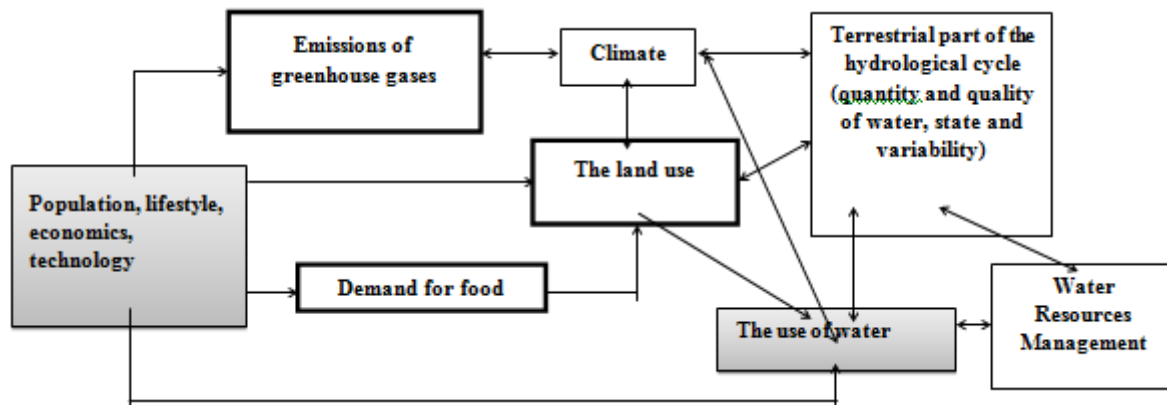 Emissions of
greenhouse gases
Climate
Terrestrial part of the
hydrological cycle
(quantity and quality
of water, state and
variability)
The land use
Population, lifestyle,
economics,
technology
Demand for food
The use of water
Water
Resources
Management